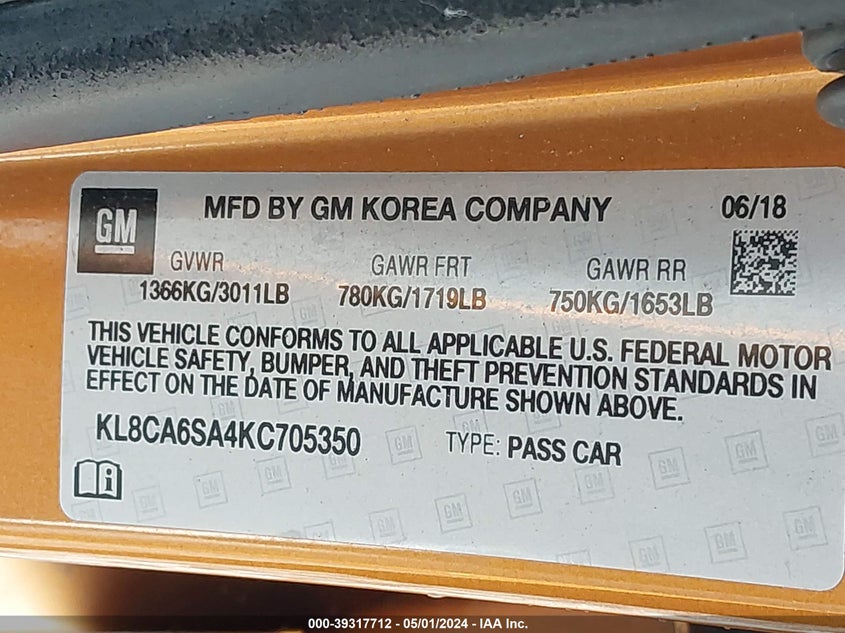 GM
MFD BY GM KOREA COMPANY 06/18
GVWR GAWR FRT GAWR RR
1366KG/3011LB 780KG/1719LB 750KG/1653LB
THIS VEHICLE CONFORMS TO ALL APPLICABLE U.S. FEDERAL MOTOR
VEHICLE SAFETY, BUMPER, AND THEFT PREVENTION STANDARDS IN
EFFECT ON THE DATE OF MANUFACTURE SHOWN ABOVE.
KL8CA6SA4KC705350 TYPE: PASS CAR
000-39317712 - 05/01/2024 - IAA Inc.